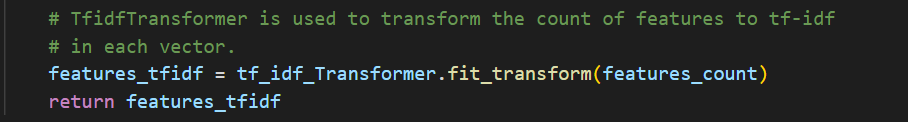 # TfidfTransformer is used to transform the count of features to tf-idf
# in each vector.
features_tfidf = tf_idf_Transformer.fit_transform(features_count)
return features_tfidf